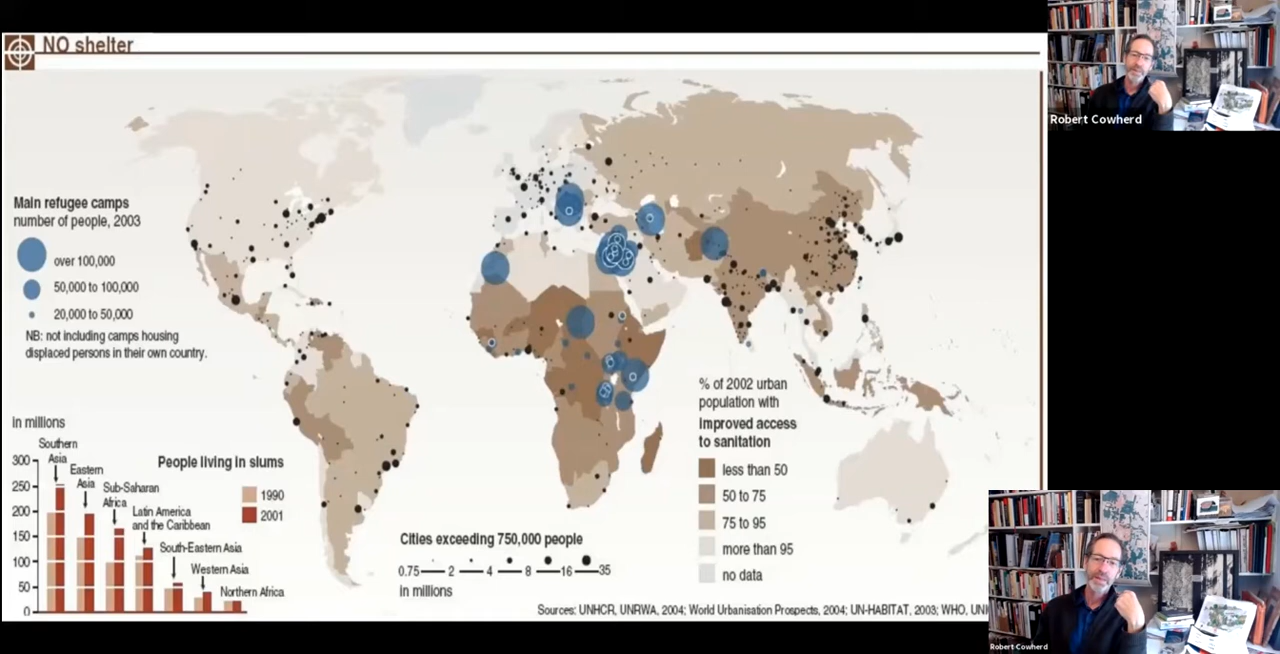 NO shelter
Robert Cowherd
Main refugee camps
number of people, 2003
over 100,000
50,000 to 100,000
20,000 to 50,000
NB: not including camps housing
displaced persons in their own country.
in millions
Southern
Asia
Eastern
Asia
Sub-Saharan
Africa
Latin America
and the Caribbean
South-Eastern Asia
Western Asia
Northern Africa
300
250
200
150
100
50
0
People living in slums
1990
2001
Cities exceeding 750,000 people
0.75 2 4 8 16 35
in millions
% of 2002 urban
population with
improved access
to sanitation
less than 50
50 to 75
75 to 95
more than 95
no data
Sources: UNHCR, UNRWA, 2004; World Urbanisation Prospects, 2004; UN-HABITAT, 2003; WHO,
Robert Cowherd